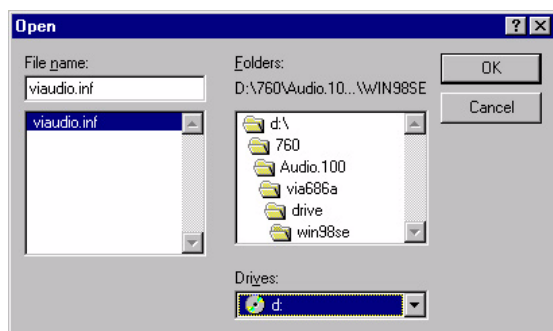 Open
File name:
viaudio.inf
viaudio.inf
Folders:
D:\760\Audio.10...\WIN98SE
d:\
760
Audio.100
via686a
drive
win98se
Drives:
d:
OK
Cancel